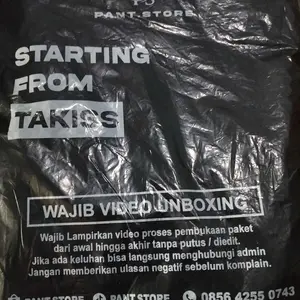 PANT.STORE
STARTING
FROM
TAKISS
WAJIB VIDEO UNBOXING
Wajib Lampirkan video proses pembukaan paket
dari awal hingga akhir tanpa putus / diedit.
Jika ada keluhan bisa langsung menghubungi admin
Jangan memberikan ulasan negatif sebelum komplain.
PANT.STORE PANT.STORE 0856 4255 0743